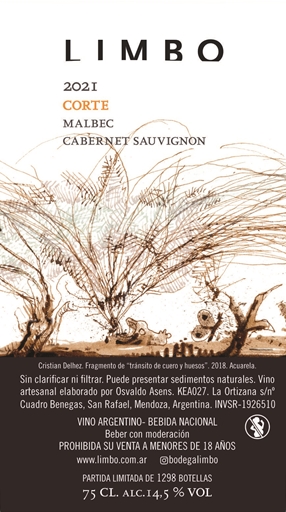 LIMBO
2021
CORTE
MALBEC
CABERNET SAUVIGNON
Cristian Delhez. Fragmento de "tránsito de cuero y huesos". 2018. Acuarela.
Sin clarificar ni filtrar. Puede presentar sedimentos naturales. Vino
artesanal elaborado por Osvaldo Asens. KEA027. La Ortizana s/nº
Cuadro Benegas, San Rafael, Mendoza, Argentina. INVSR-1926510
VINO ARGENTINO- BEBIDA NACIONAL
Beber con moderación
PROHIBIDA SU VENTA A MENORES DE 18 AÑOS
www.limbo.com.ar @bodegalimbo
PARTIDA LIMITADA DE 1298 BOTELLAS
75 CL. ALC.14,5 % VOL